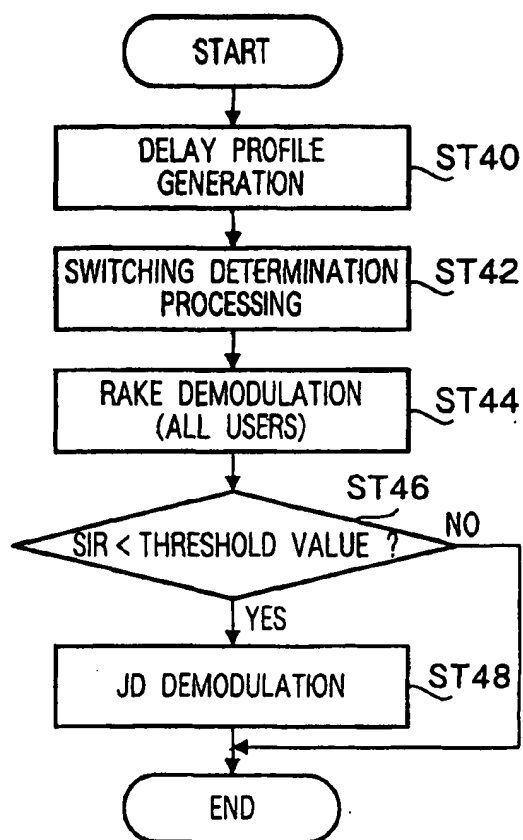 START
DELAY PROFILE
GENERATION
ST40
SWITCHING DETERMINATION
PROCESSING
ST42
RAKE DEMODULATION
(ALL USERS)
ST44
ST46
SIR < THRESHOLD VALUE ?
NO
YES
JD DEMODULATION
ST48
END